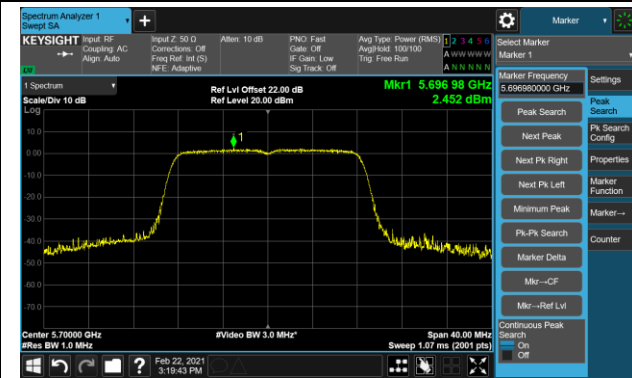 Spectrum Analyzer 1
Swept SA
+
Marker
KEYSIGHT
Input: RF
Coupling: AC
Align: Auto
Input Z: 50 Ω
Corrections: Off
Freq Ref: Int (S)
NFE: Adaptive
Atten: 10 dB
PNO: Fast
Gate: Off
IF Gain: Low
Sig Track: Off
Avg Type: Power (RMS)
Avg|Hold: 100/100
Trig: Free Run
1 2 3 4 5 6
A W W W W W
A N N N N N
LV
Select Marker
Marker 1
1 Spectrum
Scale/Div 10 dB
Log
Ref Lvl Offset 22.00 dB
Ref Level 20.00 dBm
Mkr1 5.696 98 GHz
2.452 dBm
10.0
0.00
-10.0
-20.0
-30.0
-40.0
-50.0
-60.0
-70.0
1
Center 5.70000 GHz
#Res BW 1.0 MHz
#Video BW 3.0 MHz*
Span 40.00 MHz
Sweep 1.07 ms (2001 pts)
Marker Frequency
5.696980000 GHz
Peak Search
Next Peak
Next Pk Right
Next Pk Left
Minimum Peak
Pk-Pk Search
Marker Delta
Mkr→CF
Mkr→Ref Lvl
Continuous Peak
Search
On
Off
Settings
Peak
Search
Pk Search
Config
Properties
Marker
Function
Marker→
Counter
?
Feb 22, 2021
3:19:43 PM